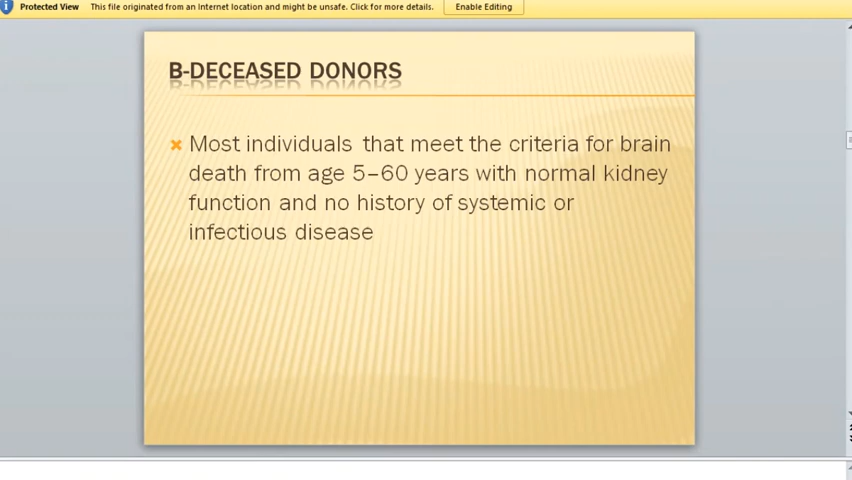 Protected View This file originated from an Internet location and might be unsafe. Click for more details. Enable Editing
B-DECEASED DONORS
Most individuals that meet the criteria for brain
death from age 5–60 years with normal kidney
function and no history of systemic or
infectious disease